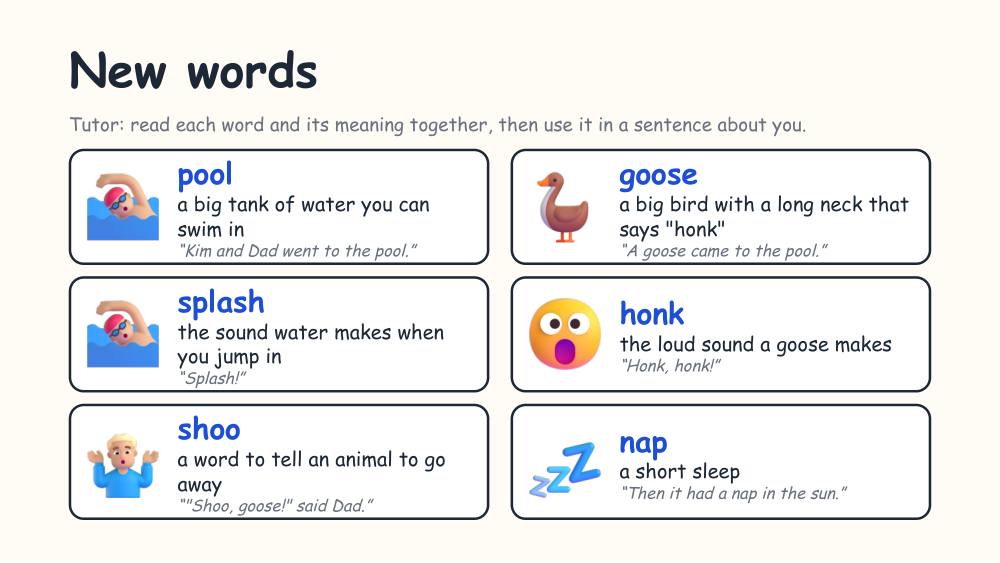 New words
Tutor: read each word and its meaning together, then use it in a sentence about you.
pool
a big tank of water you can
swim in
"Kim and Dad went to the pool."
goose
a big bird with a long neck that
says "honk"
"A goose came to the pool."
splash
the sound water makes when
you jump in
"Splash!"
honk
the loud sound a goose makes
"Honk, honk!"
shoo
a word to tell an animal to go
away
""Shoo, goose!" said Dad."
nap
a short sleep
"Then it had a nap in the sun."